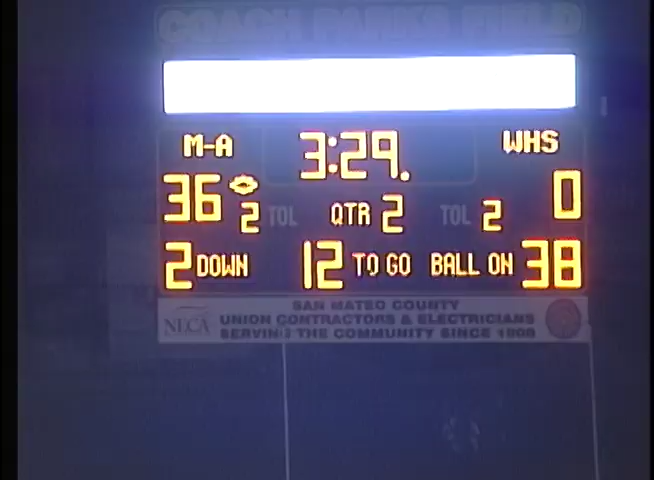 COACH PARKS FIELD
M-A 3:29. WHS
36 2 TOL QTR 2 TOL 2 0
2 DOWN 12 TO GO BALL ON 38
SAN MATEO COUNTY
NECA UNION CONTRACTORS & ELECTRICIANS
SERVING THE COMMUNITY SINCE 1908